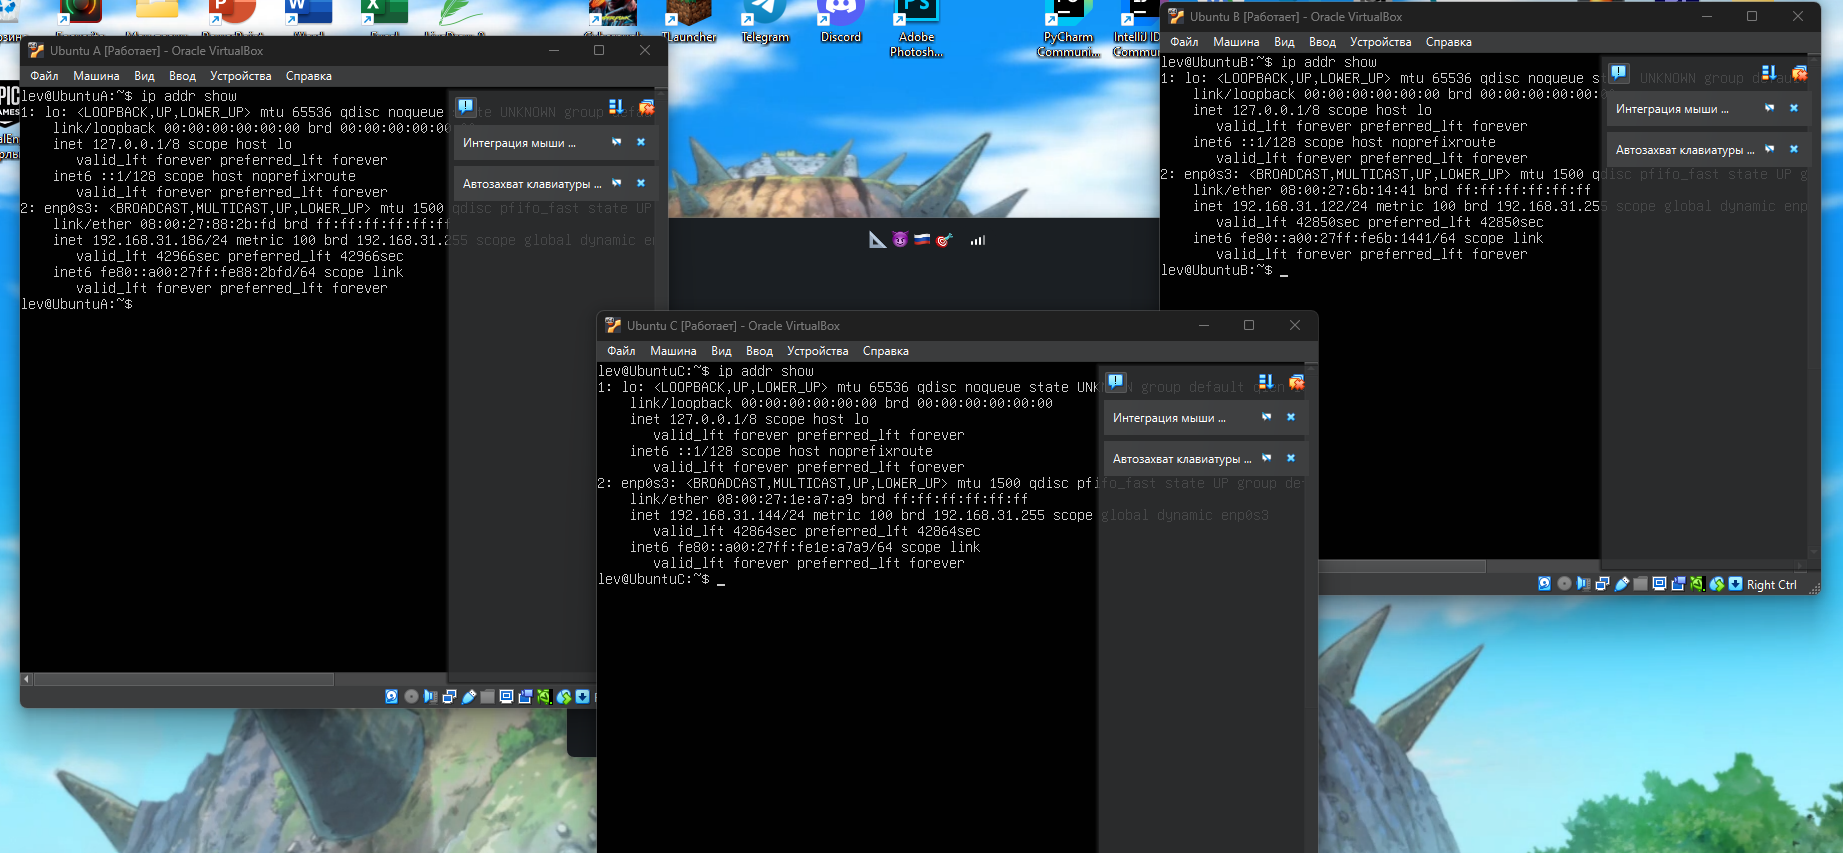 PowerPoint
Word
Excel
TLauncher
Telegram
Discord
Adobe
Photosh...
PyCharm
Communi...
IntelliJ ID
Commu
Ubuntu A [Работает] - Oracle VirtualBox
Файл Машина Вид Ввод Устройства Справка
lev@UbuntuA:~$ ip addr show
1: lo: <LOOPBACK,UP,LOWER_UP> mtu 65536 qdisc noqueue state UNKNOWN group defau
link/loopback 00:00:00:00:00:00 brd 00:00:00:00:00:00
inet 127.0.0.1/8 scope host lo
valid_lft forever preferred_lft forever
inet6 ::1/128 scope host noprefixroute
valid_lft forever preferred_lft forever
2: enp0s3: <BROADCAST,MULTICAST,UP,LOWER_UP> mtu 1500 qdisc pfifo_fast state UP
link/ether 08:00:27:88:2b:fd brd ff:ff:ff:ff:ff:ff
inet 192.168.31.186/24 metric 100 brd 192.168.31.255 scope global dynamic en
valid_lft 42966sec preferred_lft 42966sec
inet6 fe80::a00:27ff:fe88:2bfd/64 scope link
valid_lft forever preferred_lft forever
lev@UbuntuA:~$
Интеграция мыши ...
Автозахват клавиатуры ...
Ubuntu B [Работает] - Oracle VirtualBox
Файл Машина Вид Ввод Устройства Справка
lev@UbuntuB:~$ ip addr show
1: lo: <LOOPBACK,UP,LOWER_UP> mtu 65536 qdisc noqueue state UNKNOWN group defau
link/loopback 00:00:00:00:00:00 brd 00:00:00:00:00:00
inet 127.0.0.1/8 scope host lo
valid_lft forever preferred_lft forever
inet6 ::1/128 scope host noprefixroute
valid_lft forever preferred_lft forever
2: enp0s3: <BROADCAST,MULTICAST,UP,LOWER_UP> mtu 1500 qdisc pfifo_fast state UP g
link/ether 08:00:27:6b:14:41 brd ff:ff:ff:ff:ff:ff
inet 192.168.31.122/24 metric 100 brd 192.168.31.255 scope global dynamic enp
valid_lft 42850sec preferred_lft 42850sec
inet6 fe80::a00:27ff:fe6b:1441/64 scope link
valid_lft forever preferred_lft forever
lev@UbuntuB:~$ _
Интеграция мыши ...
Автозахват клавиатуры ...
Right Ctrl
Ubuntu C [Работает] - Oracle VirtualBox
Файл Машина Вид Ввод Устройства Справка
lev@UbuntuC:~$ ip addr show
1: lo: <LOOPBACK,UP,LOWER_UP> mtu 65536 qdisc noqueue state UNKNOWN group default qlen
link/loopback 00:00:00:00:00:00 brd 00:00:00:00:00:00
inet 127.0.0.1/8 scope host lo
valid_lft forever preferred_lft forever
inet6 ::1/128 scope host noprefixroute
valid_lft forever preferred_lft forever
2: enp0s3: <BROADCAST,MULTICAST,UP,LOWER_UP> mtu 1500 qdisc pfifo_fast state UP group de
link/ether 08:00:27:1e:a7:a9 brd ff:ff:ff:ff:ff:ff
inet 192.168.31.144/24 metric 100 brd 192.168.31.255 scope global dynamic enp0s3
valid_lft 42864sec preferred_lft 42864sec
inet6 fe80::a00:27ff:fe1e:a7a9/64 scope link
valid_lft forever preferred_lft forever
lev@UbuntuC:~$ _
Интеграция мыши ...
Автозахват клавиатуры ...